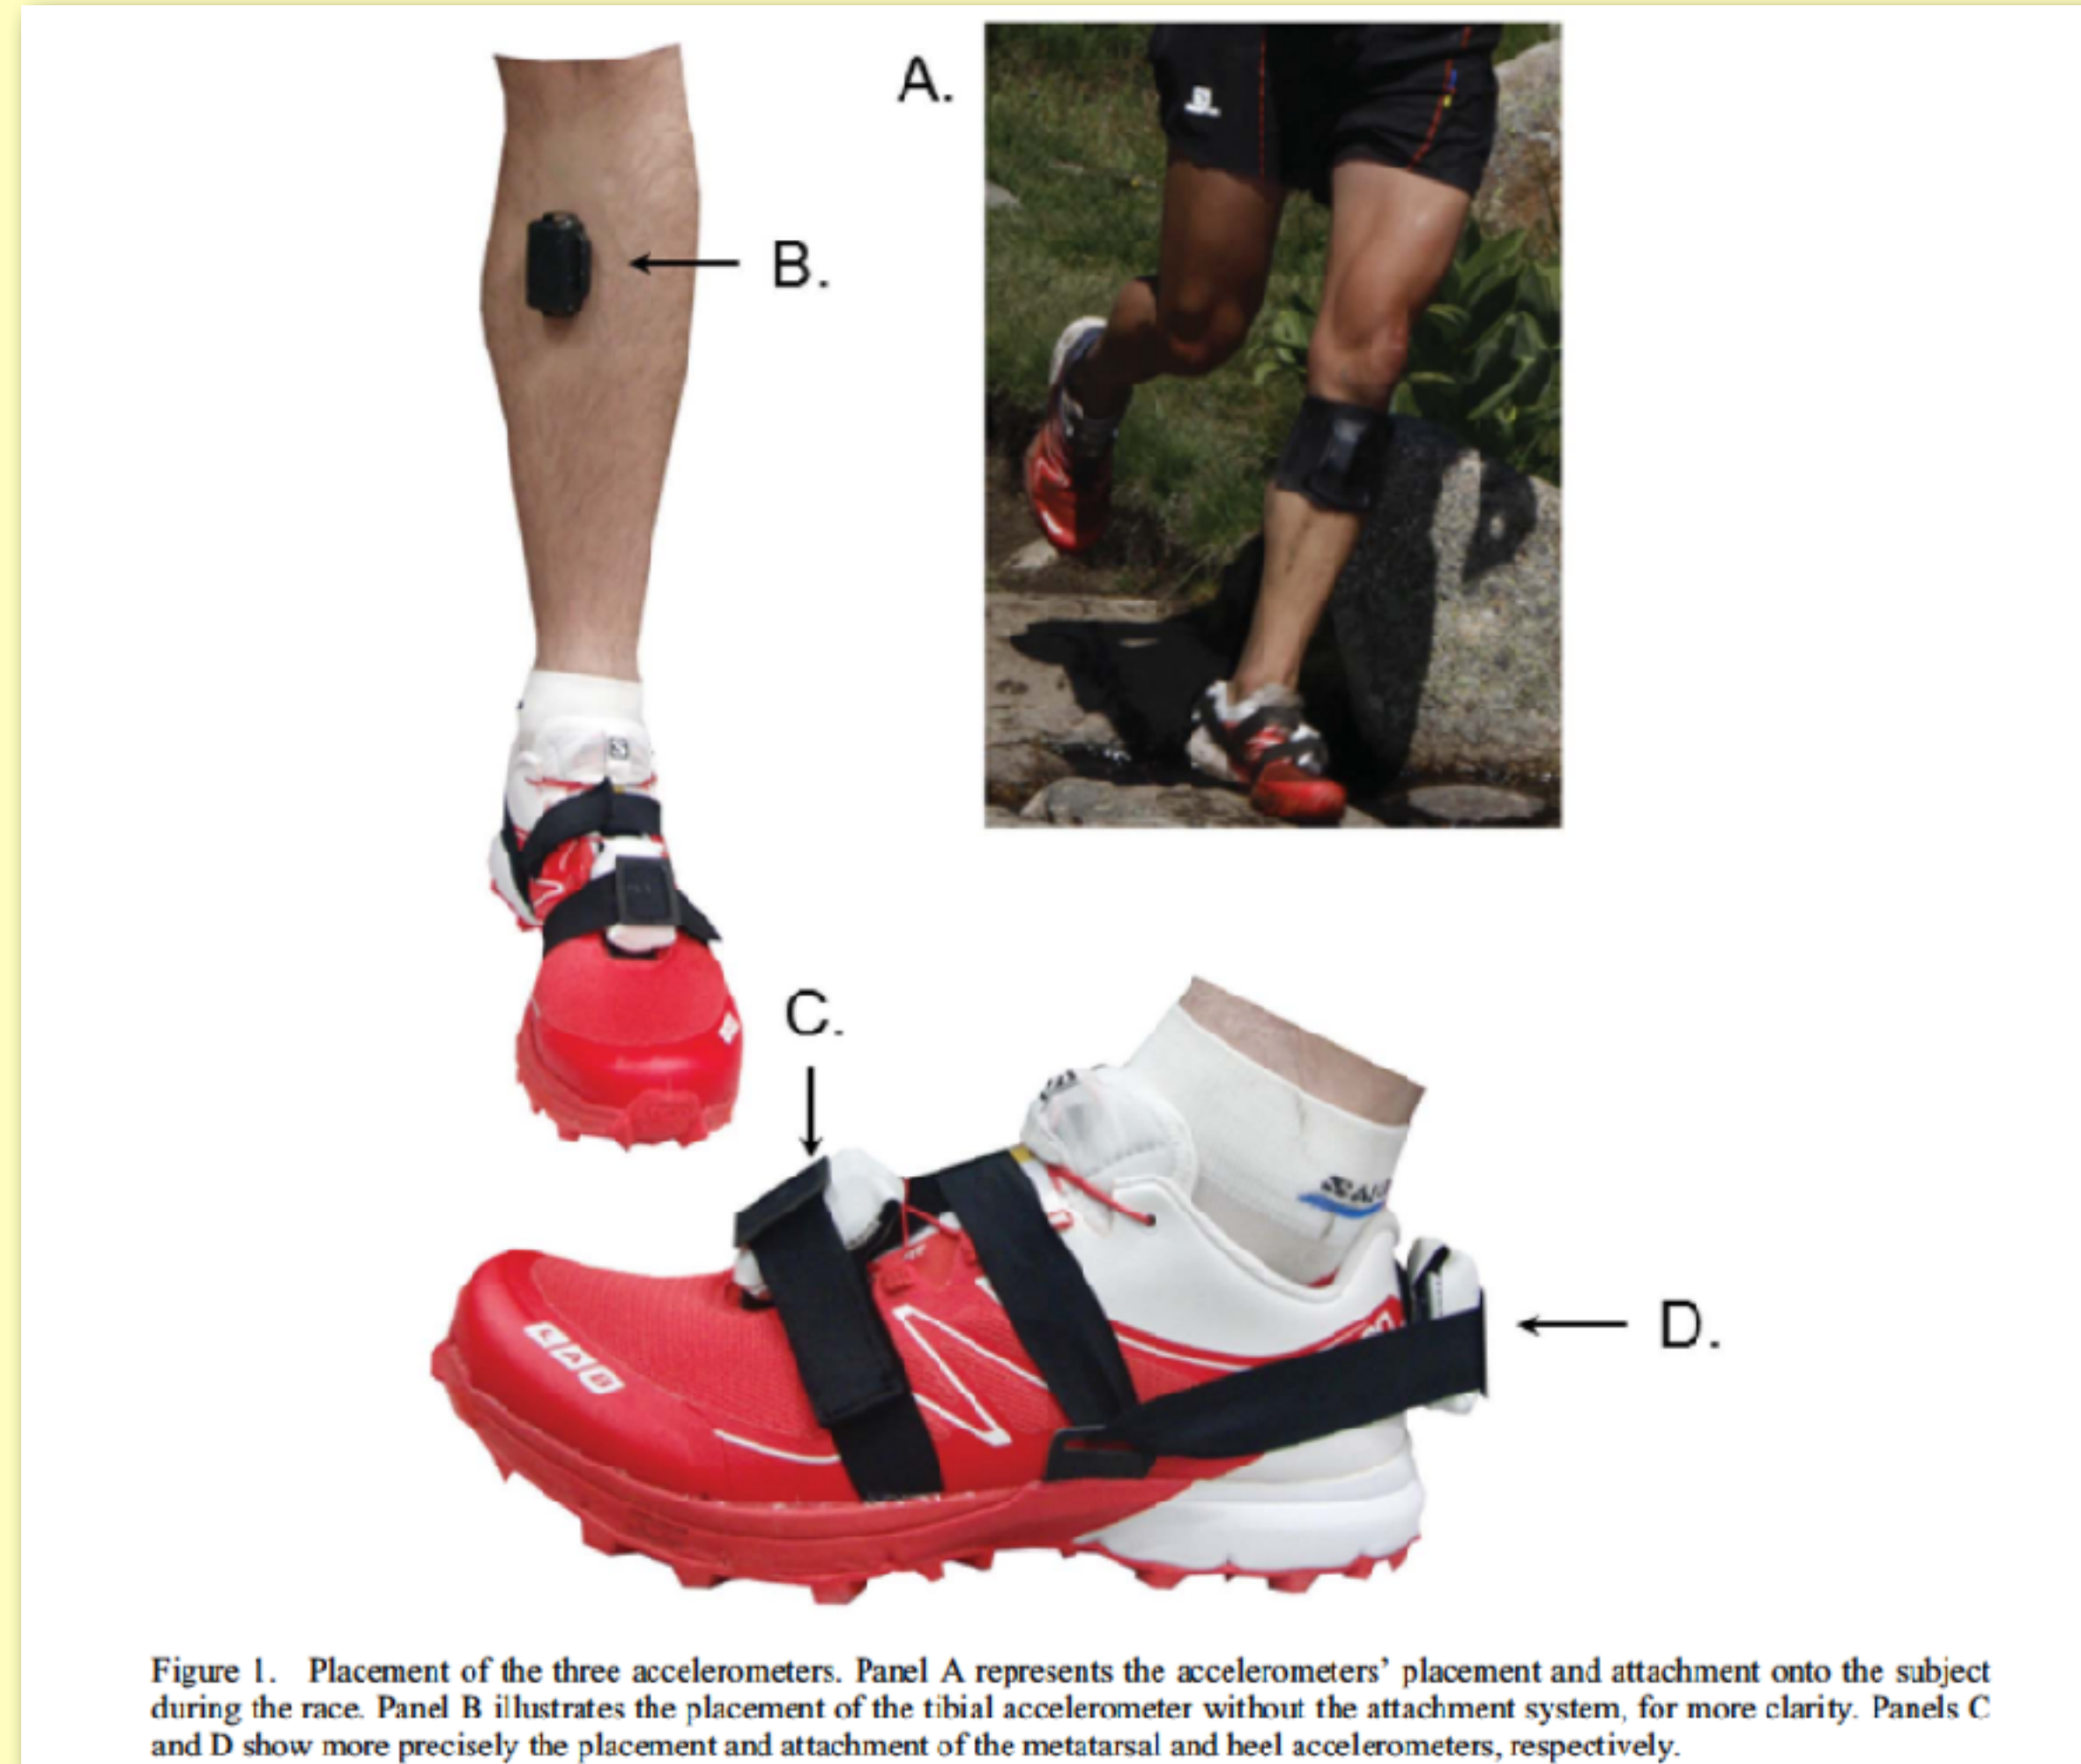 A.
B.
C.
LAB
D.
Figure 1. Placement of the three accelerometers. Panel A represents the accelerometers' placement and attachment onto the subject
during the race. Panel B illustrates the placement of the tibial accelerometer without the attachment system, for more clarity. Panels C
and D show more precisely the placement and attachment of the metatarsal and heel accelerometers, respectively.